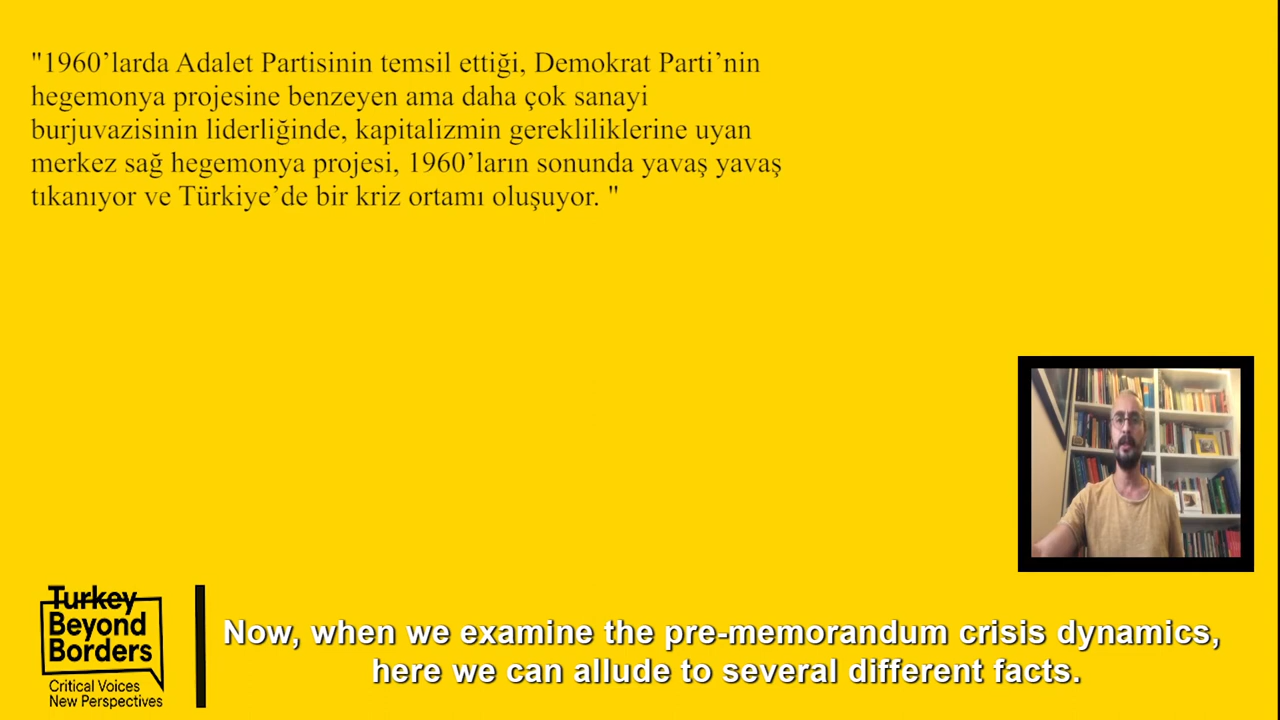 "1960’larda Adalet Partisinin temsil ettiği, Demokrat Parti’nin
hegemonya projesine benzeyen ama daha çok sanayi
burjuvazisinin liderliğinde, kapitalizmin gerekliliklerine uyan
merkez sağ hegemonya projesi, 1960’ların sonunda yavaş yavaş
tıkanıyor ve Türkiye’de bir kriz ortamı oluşuyor. "
Turkey
Beyond
Borders
Critical Voices
New Perspectives
Now, when we examine the pre-memorandum crisis dynamics,
here we can allude to several different facts.